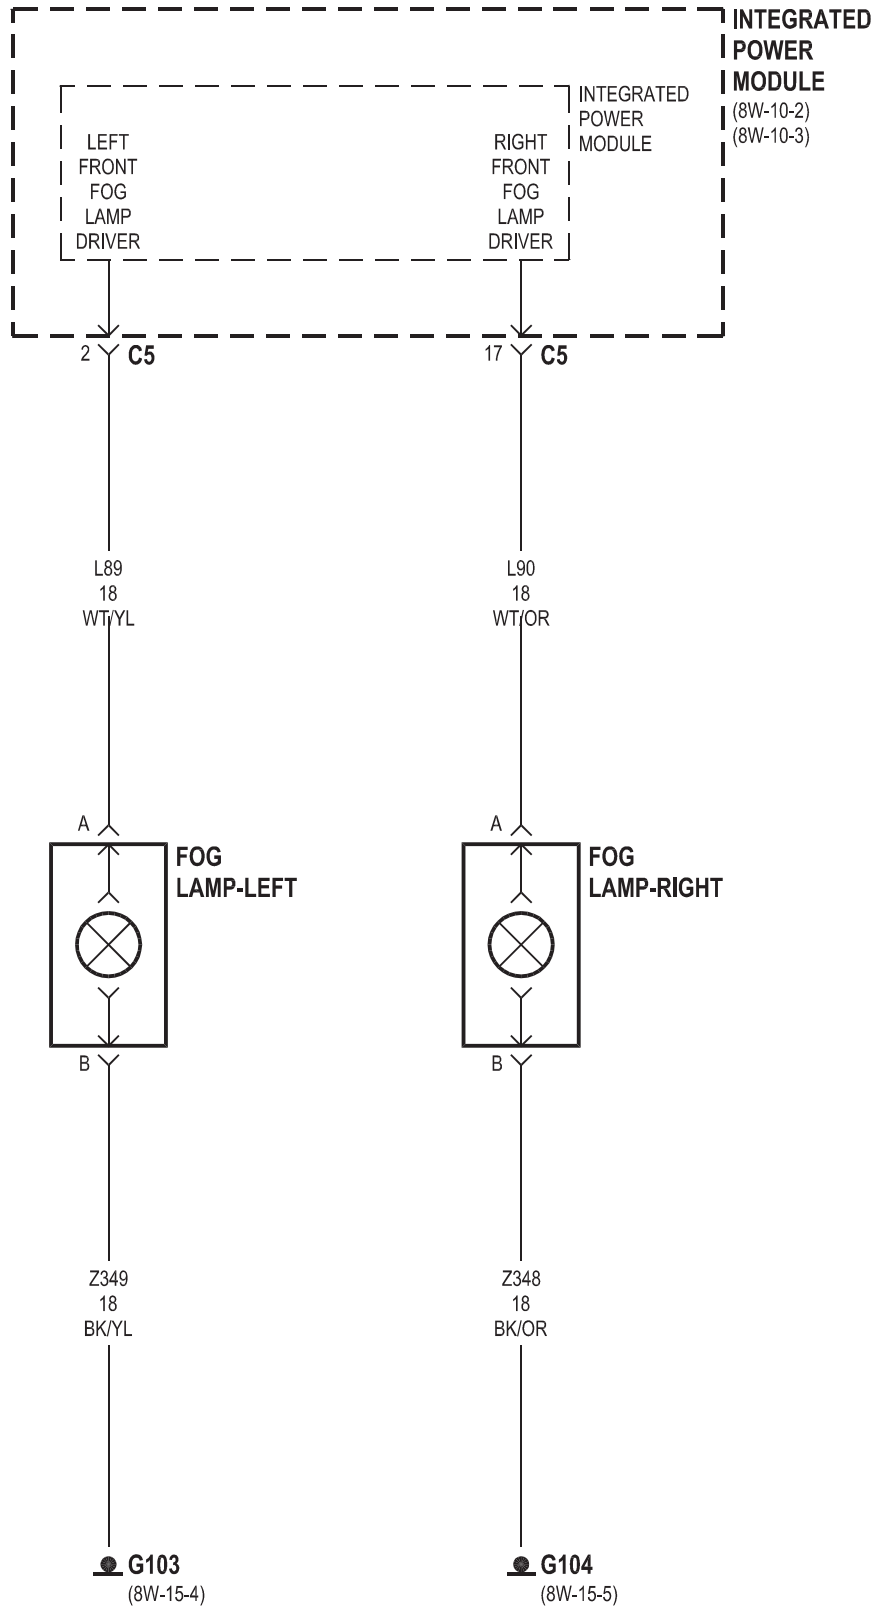 INTEGRATED
POWER
MODULE
(8W-10-2)
(8W-10-3)
INTEGRATED
POWER
MODULE
LEFT
FRONT
FOG
LAMP
DRIVER
RIGHT
FRONT
FOG
LAMP
DRIVER
2 C5
17 C5
L89
18
WT/YL
L90
18
WT/OR
A
FOG
LAMP-LEFT
B
A
FOG
LAMP-RIGHT
B
Z349
18
BK/YL
Z348
18
BK/OR
G103
(8W-15-4)
G104
(8W-15-5)